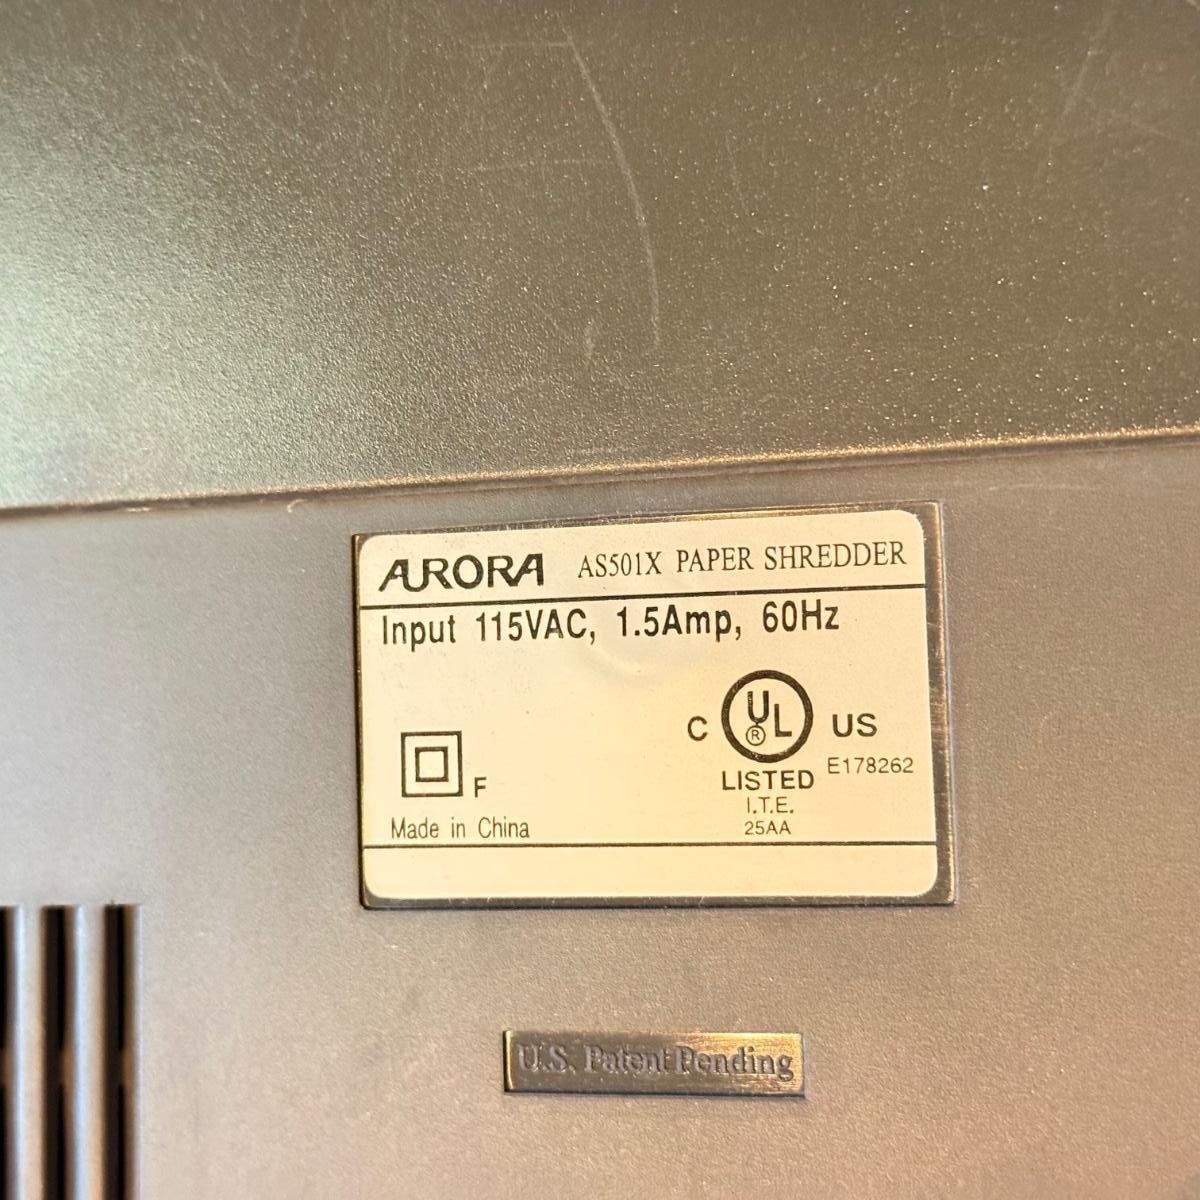 AURORA AS501X PAPER SHREDDER
Input 115VAC, 1.5Amp, 60Hz
C UL® US
LISTED E178262
I.T.E.
25AA
F
Made in China
U.S. Patent Pending